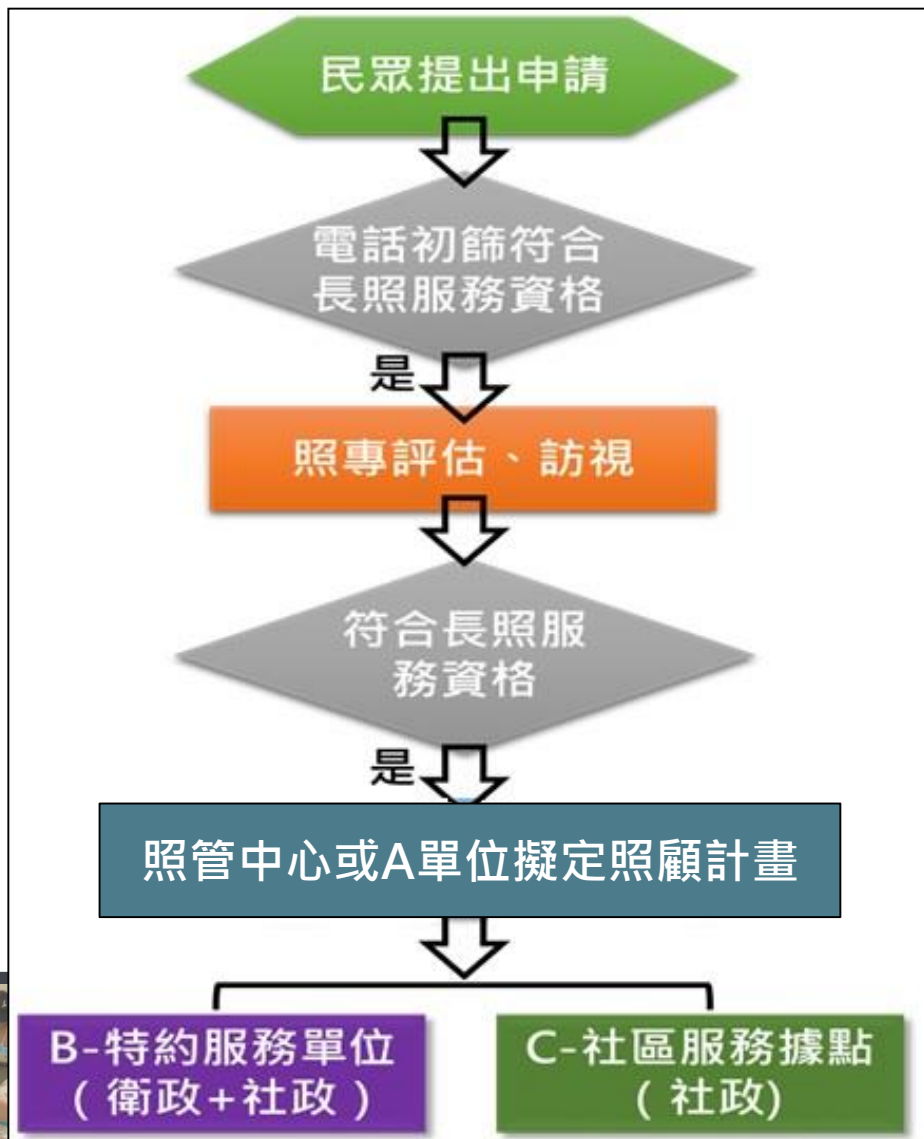 民眾提出申請
電話初篩符合
長照服務資格
是
照專評估、訪視
符合長照服
務資格
是
照管中心或A單位擬定照顧計畫
B-特約服務單位
(衛政+社政)
C-社區服務據點
(社政)